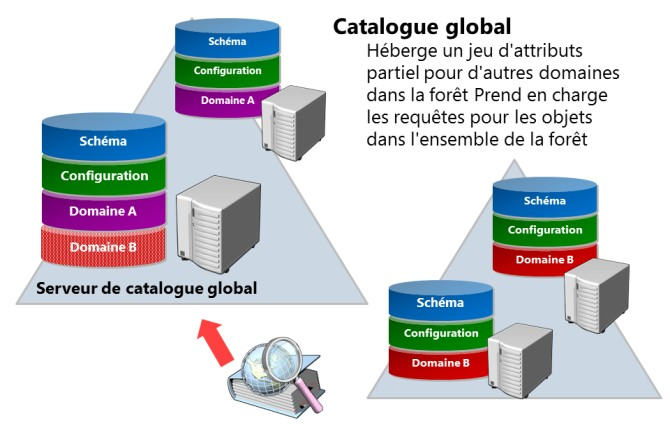 Catalogue global
Héberge un jeu d'attributs
partiel pour d'autres domaines
dans la forêt Prend en charge
les requêtes pour les objets
dans l'ensemble de la forêt
Schéma
Configuration
Domaine A
Schéma
Configuration
Domaine A
Domaine B
Serveur de catalogue global
Schéma
Configuration
Domaine B
Schéma
Configuration
Domaine B